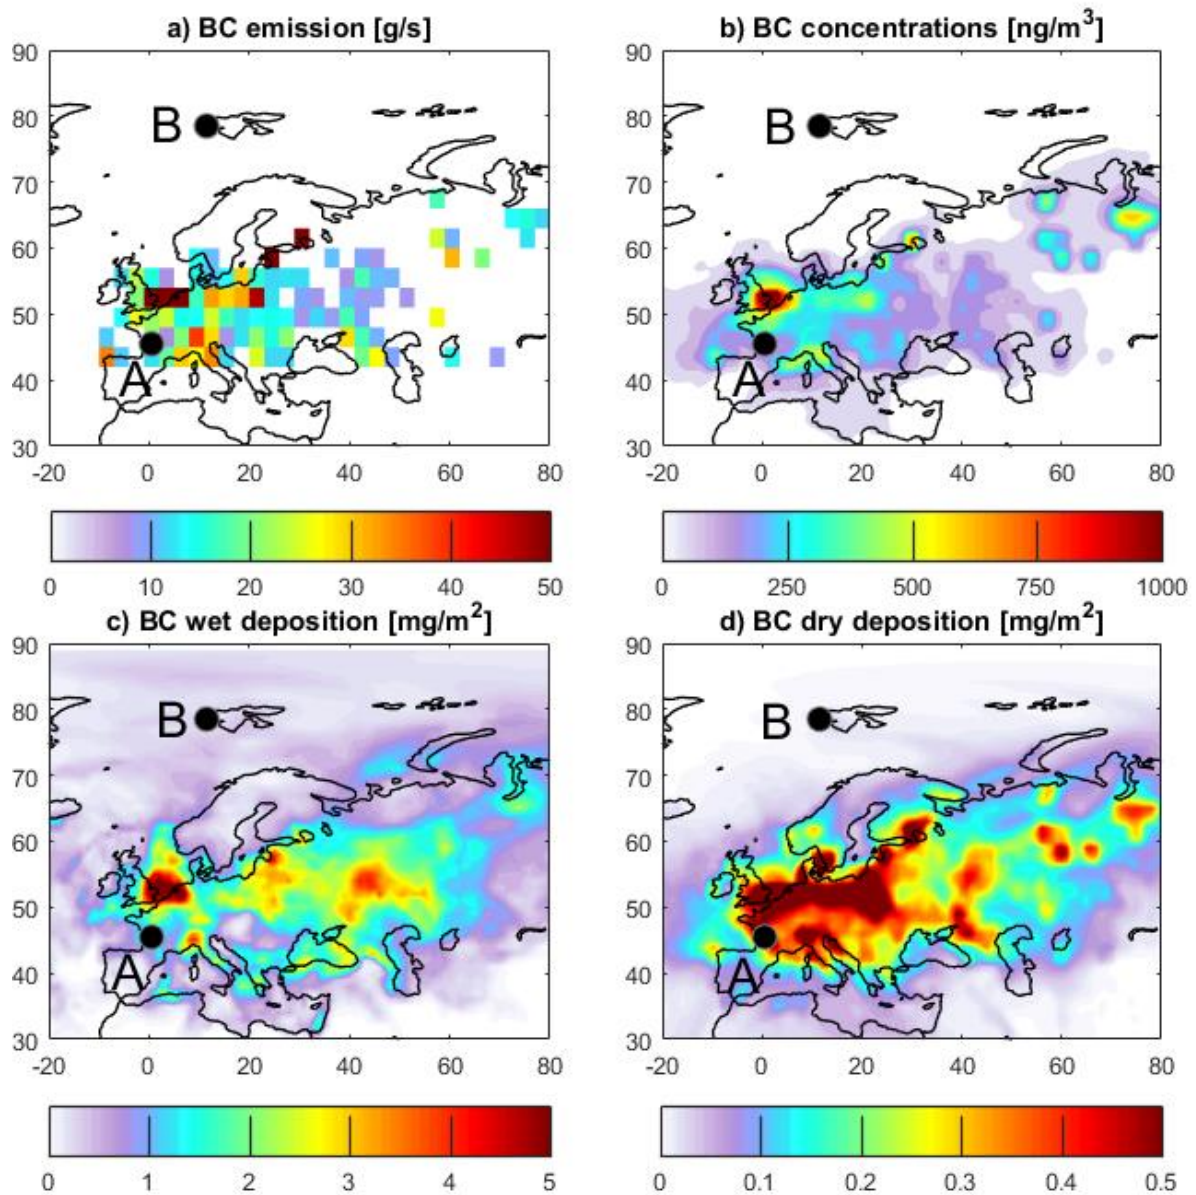 a) BC emission [g/s]
b) BC concentrations [ng/m³]
90
80
70
60
50
40
30
B
A
-20 0 20 40 60 80
90
80
70
60
50
40
30
B
A
-20 0 20 40 60 80
0 10 20 30 40 50
0 250 500 750 1000
c) BC wet deposition [mg/m²]
d) BC dry deposition [mg/m²]
90
80
70
60
50
40
30
B
A
-20 0 20 40 60 80
90
80
70
60
50
40
30
B
A
-20 0 20 40 60 80
0 1 2 3 4 5
0 0.1 0.2 0.3 0.4 0.5